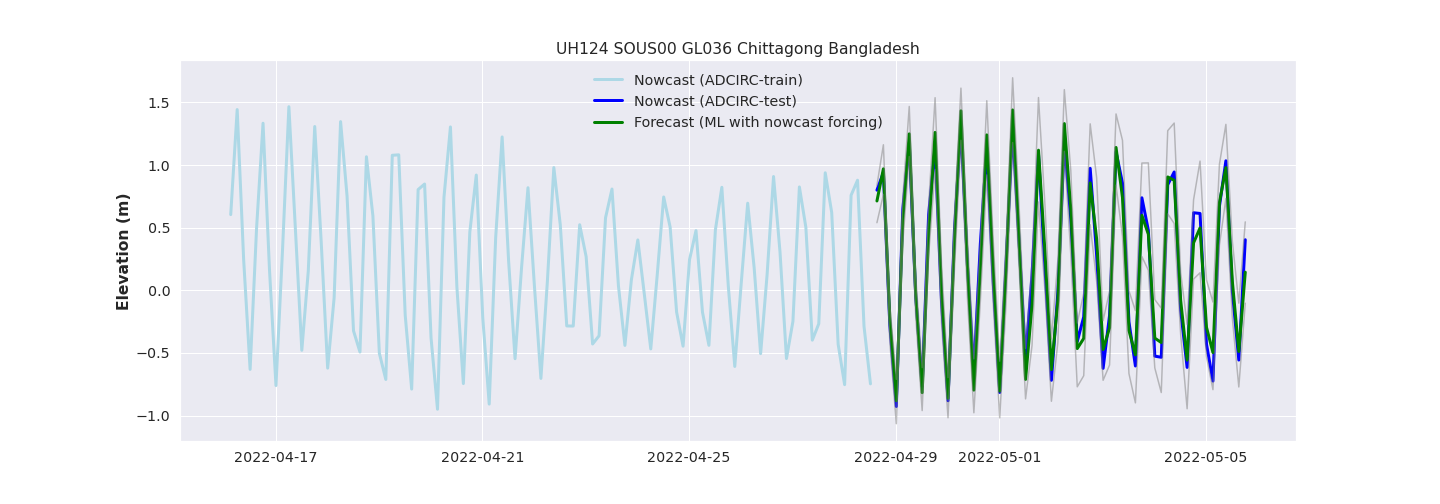 UH124 SOUS00 GL036 Chittagong Bangladesh
Nowcast (ADCIRC-train)
Nowcast (ADCIRC-test)
Forecast (ML with nowcast forcing)
Elevation (m)
1.5
1.0
0.5
0.0
−0.5
−1.0
2022-04-17
2022-04-21
2022-04-25
2022-04-29
2022-05-01
2022-05-05